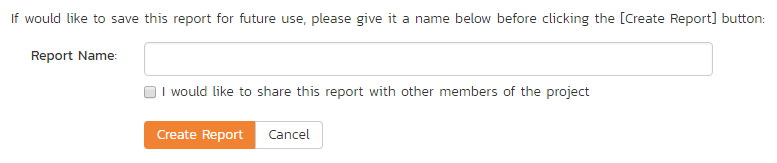 If would like to save this report for future use, please give it a name below before clicking the [Create Report] button:
Report Name:
I would like to share this report with other members of the project
Create Report Cancel